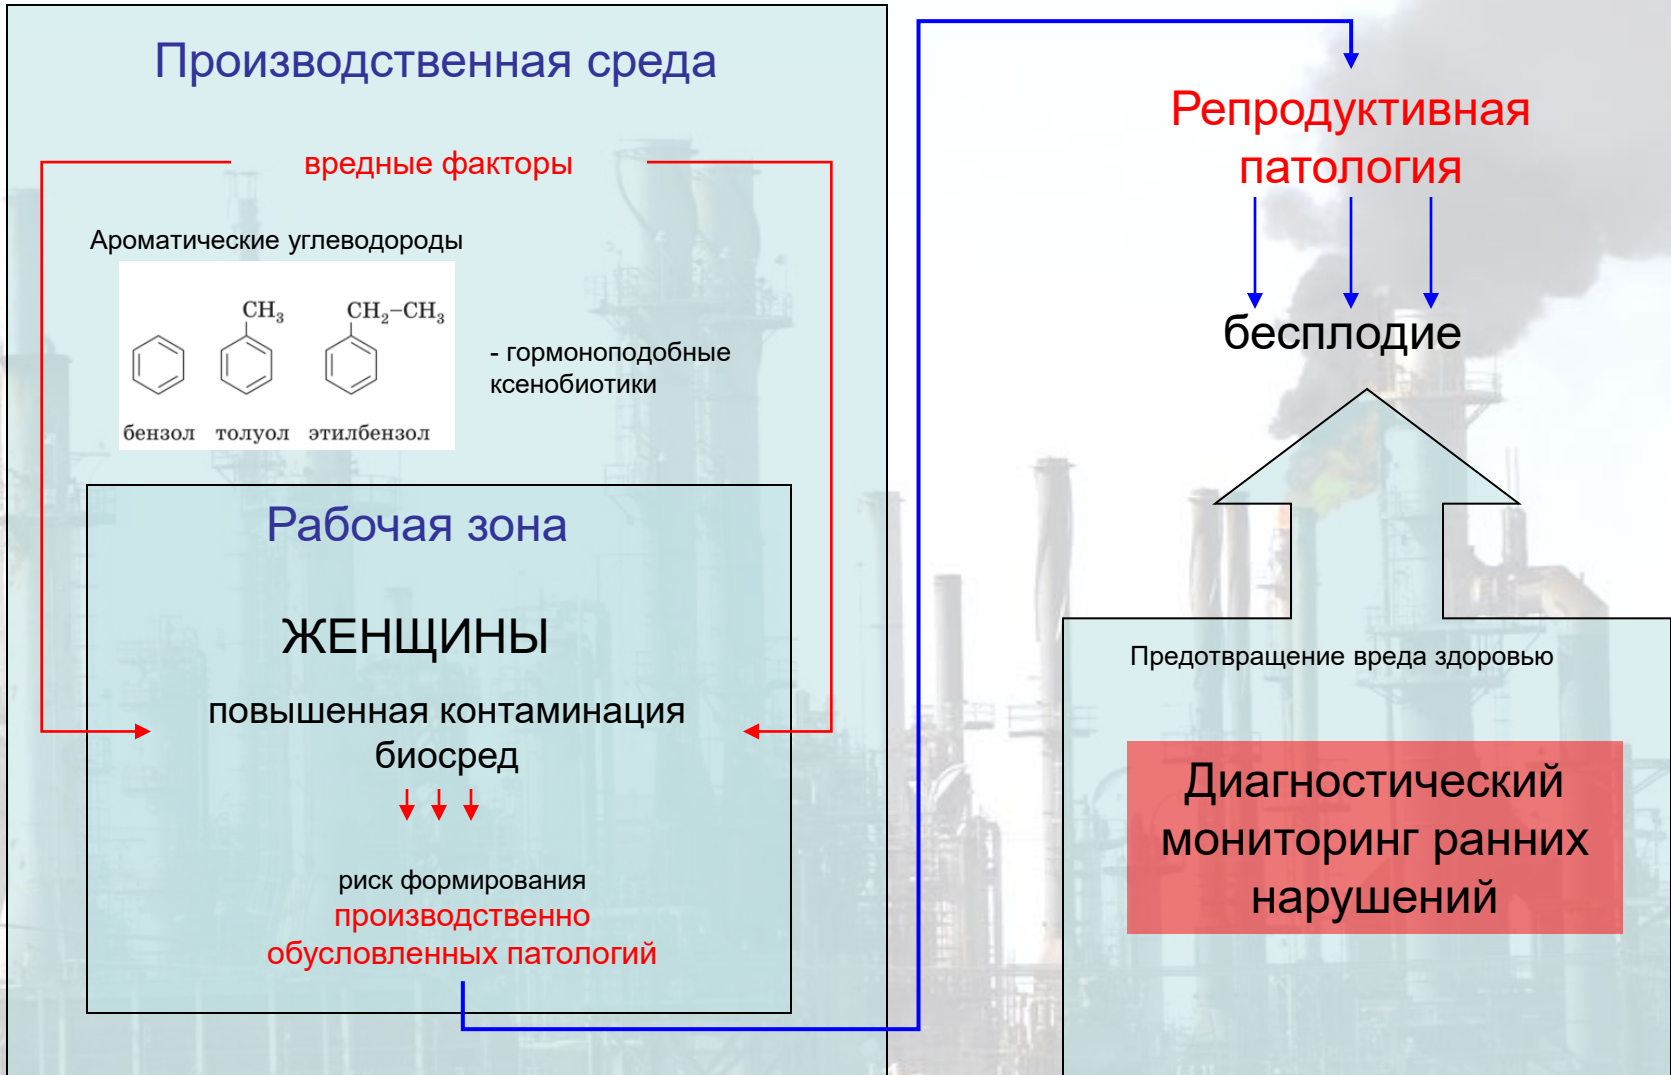 Производственная среда
вредные факторы
Ароматические углеводороды
CH₃
CH₂–CH₃
бензол толуол этилбензол
- гормоноподобные
ксенобиотики
Рабочая зона
ЖЕНЩИНЫ
повышенная контаминация
биосред
риск формирования
производственно
обусловленных патологий
Репродуктивная
патология
бесплодие
Предотвращение вреда здоровью
Диагностический
мониторинг ранних
нарушений